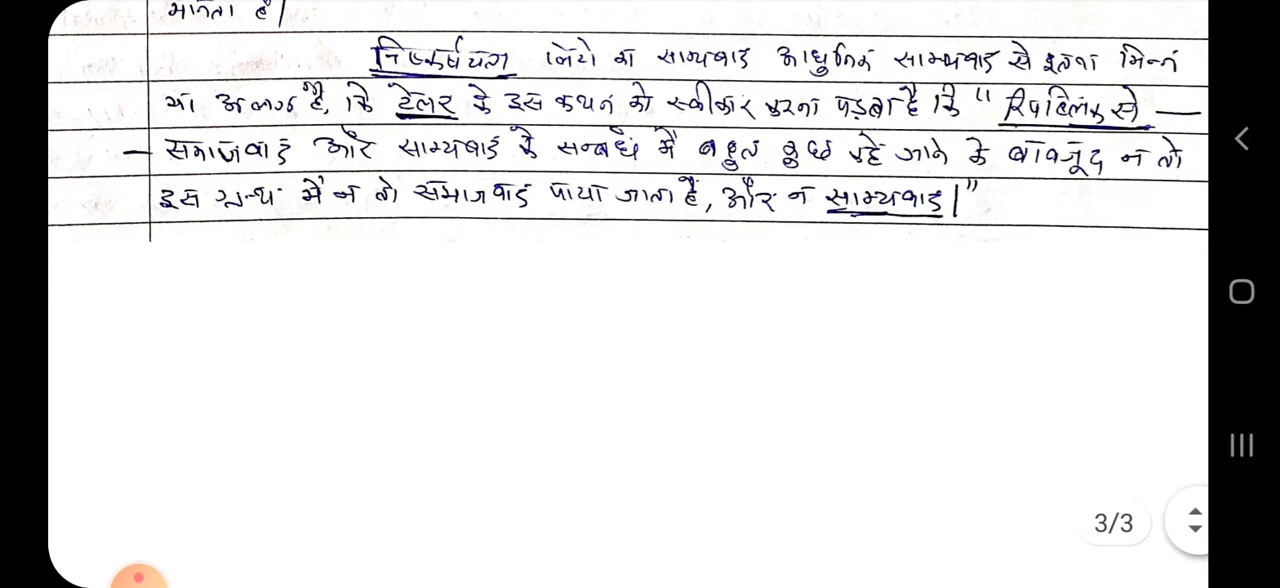 मानता है|
निष्कर्षयता प्लेटो का साम्यवाद आधुनिक साम्यवाद से इतना भिन्न
या अलग है, कि टेलर के इस कथन को स्वीकार करना पड़ता है कि " रिपब्लिक से —
— समाजवाद और साम्यवाद के सम्बंध में बहुत कुछ कहे जाने के बावजूद न तो
इस ग्रन्थ में न तो समाजवाद पाया जाता है, और न साम्यवाद|"
3/3